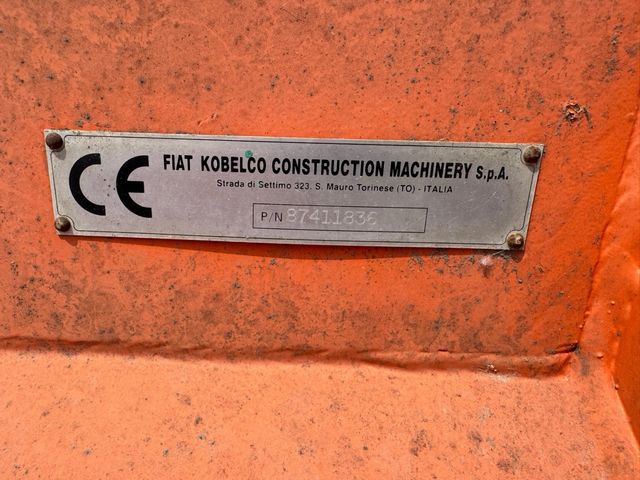 CE
FIAT KOBELCO CONSTRUCTION MACHINERY S.p.A.
Strada di Settimo 323, S. Mauro Torinese (TO) - ITALIA
P/N 87411836